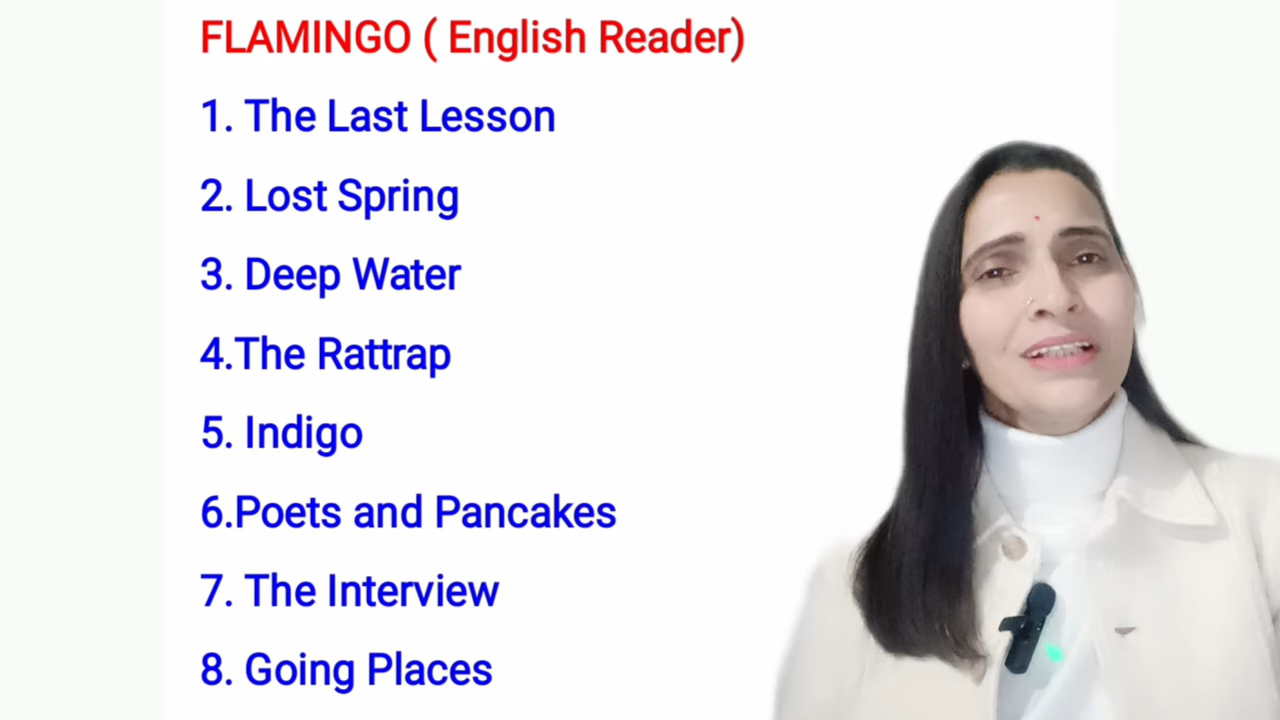 FLAMINGO ( English Reader)
1. The Last Lesson
2. Lost Spring
3. Deep Water
4.The Rattrap
5. Indigo
6.Poets and Pancakes
7. The Interview
8. Going Places